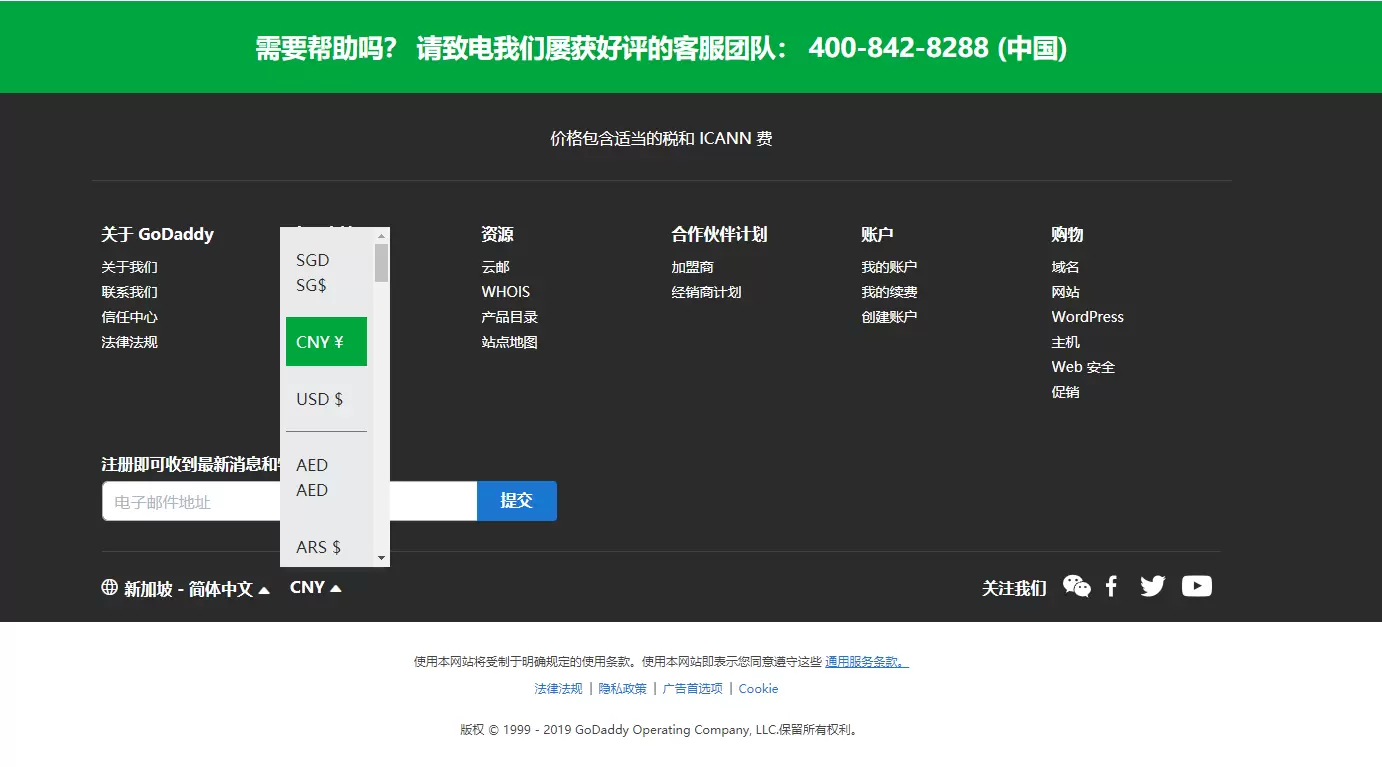 需要帮助吗? 请致电我们屡获好评的客服团队: 400-842-8288 (中国)
价格包含适当的税和 ICANN 费
关于 GoDaddy
关于我们
联系我们
信任中心
法律法规
SGD
SG$
CNY ¥
USD $
AED
AED
ARS $
资源
云邮
WHOIS
产品目录
站点地图
合作伙伴计划
加盟商
经销商计划
账户
我的账户
我的续费
创建账户
购物
域名
网站
WordPress
主机
Web 安全
促销
注册即可收到最新消息和
电子邮件地址
提交
新加坡 - 简体中文 CNY
关注我们
使用本网站将受制于明确规定的使用条款。使用本网站即表示您同意遵守这些 通用服务条款。
法律法规 | 隐私政策 | 广告首选项 | Cookie
版权 © 1999 - 2019 GoDaddy Operating Company, LLC.保留所有权利。